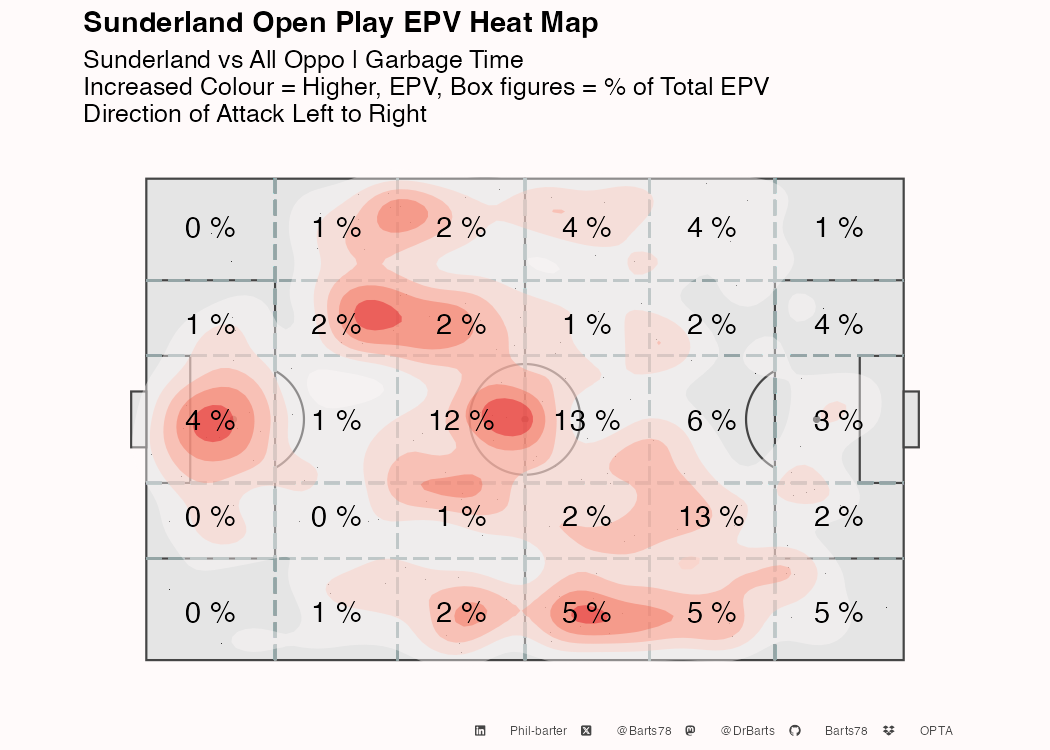 Sunderland Open Play EPV Heat Map
Sunderland vs All Oppo | Garbage Time
Increased Colour = Higher, EPV, Box figures = % of Total EPV
Direction of Attack Left to Right
0 % 1 % 2 % 4 % 4 % 1 %
1 % 2 % 2 % 1 % 2 % 4 %
4 % 1 % 12 % 13 % 6 % 3 %
0 % 0 % 1 % 2 % 13 % 2 %
0 % 1 % 2 % 5 % 5 % 5 %
Phil-barter @Barts78 @DrBarts Barts78 OPTA